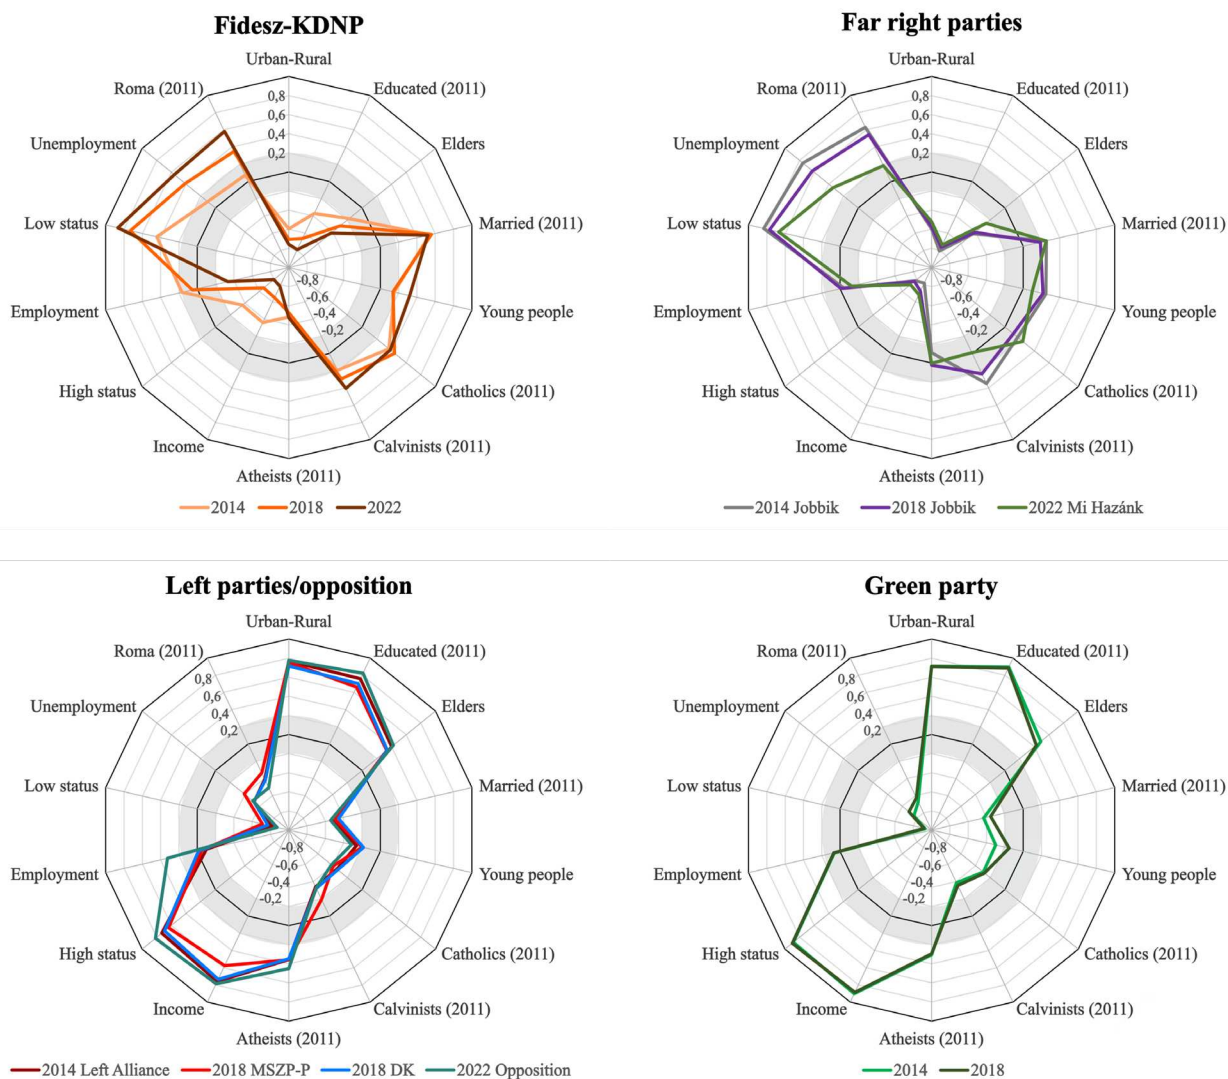 Fidesz-KDNP
Urban-Rural
Roma (2011)
Educated (2011)
0,8
Unemployment
0,6
Elders
0,4
0,2
Low status
Married (2011)
-0,8
Employment
-0,6
Young people
-0,4
-0,2
High status
Catholics (2011)
Income
Calvinists (2011)
Atheists (2011)
2014 2018 2022
Far right parties
Urban-Rural
Roma (2011)
Educated (2011)
0,8
Unemployment
0,6
Elders
0,4
0,2
Low status
Married (2011)
-0,8
Employment
-0,6
Young people
-0,4
-0,2
High status
Catholics (2011)
Income
Calvinists (2011)
Atheists (2011)
2014 Jobbik 2018 Jobbik 2022 Mi Hazánk
Left parties/opposition
Urban-Rural
Roma (2011)
Educated (2011)
0,8
Unemployment
0,6
Elders
0,4
0,2
Low status
Married (2011)
-0,8
Employment
-0,6
Young people
-0,4
-0,2
High status
Catholics (2011)
Income
Calvinists (2011)
Atheists (2011)
2014 Left Alliance 2018 MSZP-P 2018 DK 2022 Opposition
Green party
Urban-Rural
Roma (2011)
Educated (2011)
0,8
Unemployment
0,6
Elders
0,4
0,2
Low status
Married (2011)
-0,8
Employment
-0,6
Young people
-0,4
-0,2
High status
Catholics (2011)
Income
Calvinists (2011)
Atheists (2011)
2014 2018